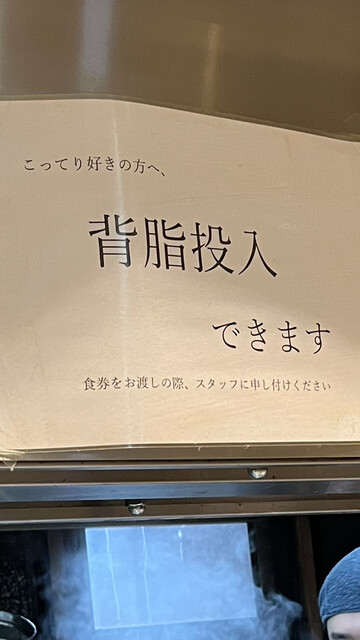 こってり好きの方へ、
背脂投入
できます
食券をお渡しの際、スタッフに申し付けください